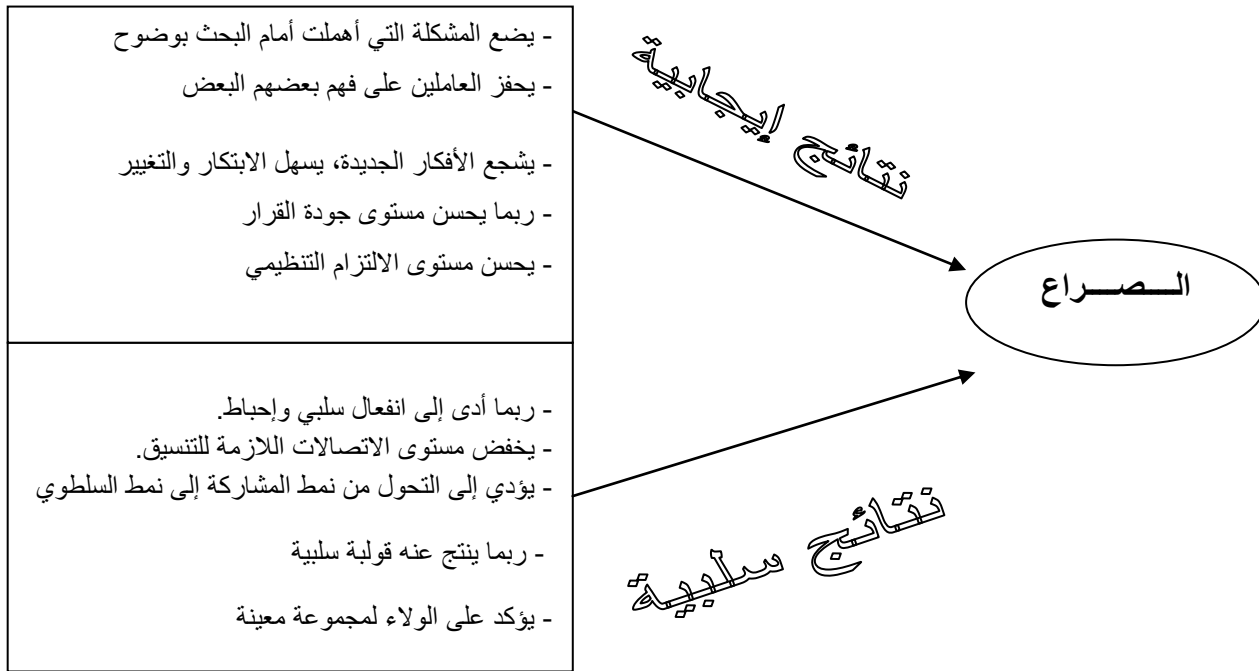 - يضع المشكلة التي أهملت أمام البحث بوضوح
- يحفز العاملين على فهم بعضهم البعض
- يشجع الأفكار الجديدة، يسهل الابتكار والتغيير
- ربما يحسن مستوى جودة القرار
- يحسن مستوى الالتزام التنظيمي
نتائج إيجابية
الـــصـــراع
- ربما أدى إلى انفعال سلبي وإحباط.
- يخفض مستوى الاتصالات اللازمة للتنسيق.
- يؤدي إلى التحول من نمط المشاركة إلى نمط السلطوي
- ربما ينتج عنه قولبة سلبية
- يؤكد على الولاء لمجموعة معينة
نتائج سلبية